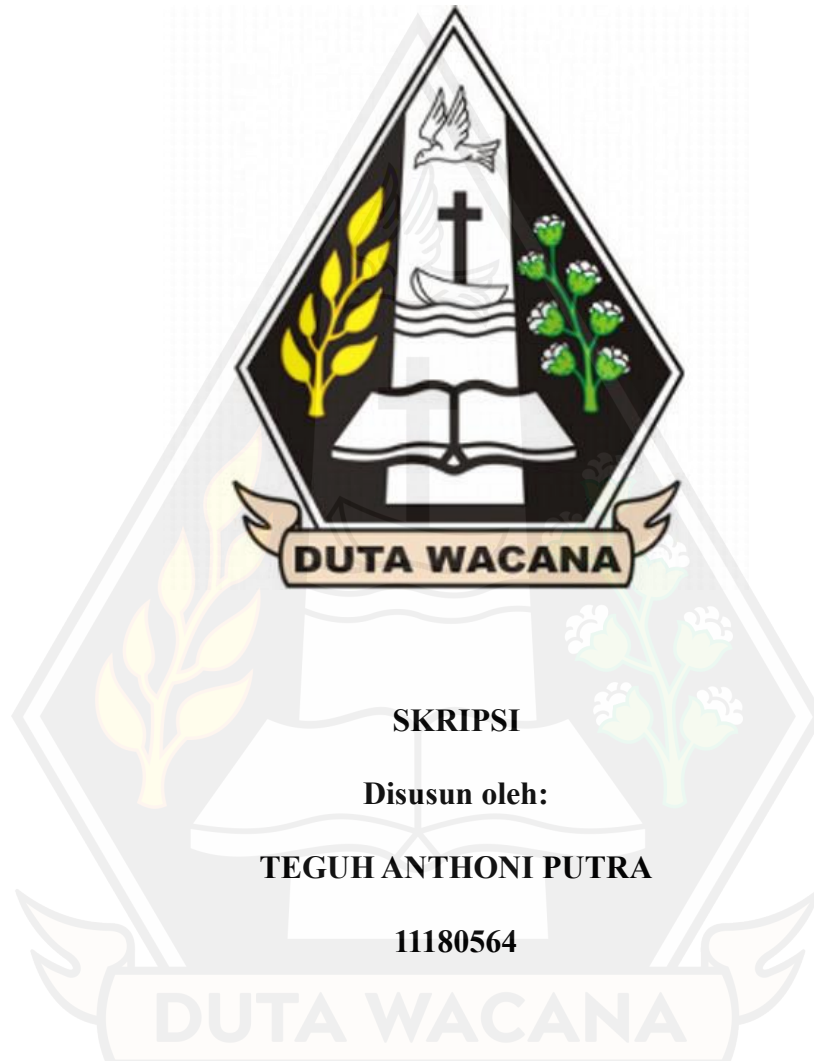 DUTA WACANA
SKRIPSI
Disusun oleh:
TEGUH ANTHONI PUTRA
11180564
DUTA WACANA